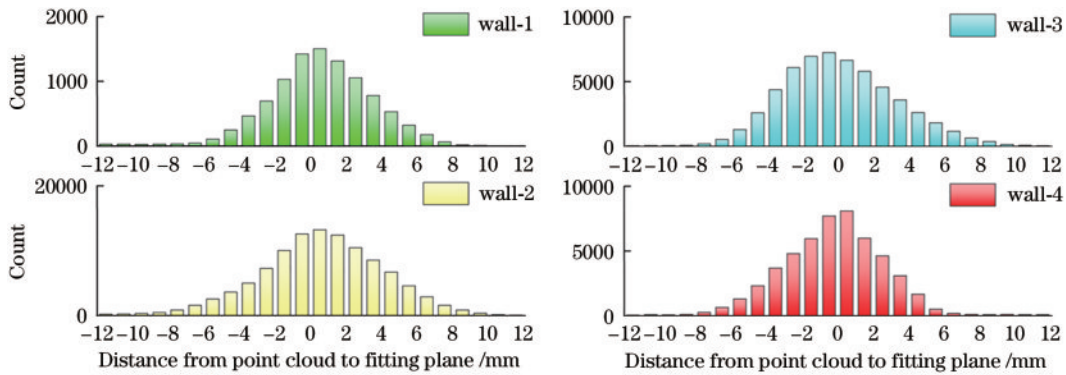 2000
wall-1
1000
Count
0
-12 -10 -8 -6 -4 -2 0 2 4 6 8 10 12
10000
wall-3
5000
0
-12 -10 -8 -6 -4 -2 0 2 4 6 8 10 12
20000
wall-2
10000
Count
0
-12 -10 -8 -6 -4 -2 0 2 4 6 8 10 12
Distance from point cloud to fitting plane /mm
10000
wall-4
5000
0
-12 -10 -8 -6 -4 -2 0 2 4 6 8 10 12
Distance from point cloud to fitting plane /mm